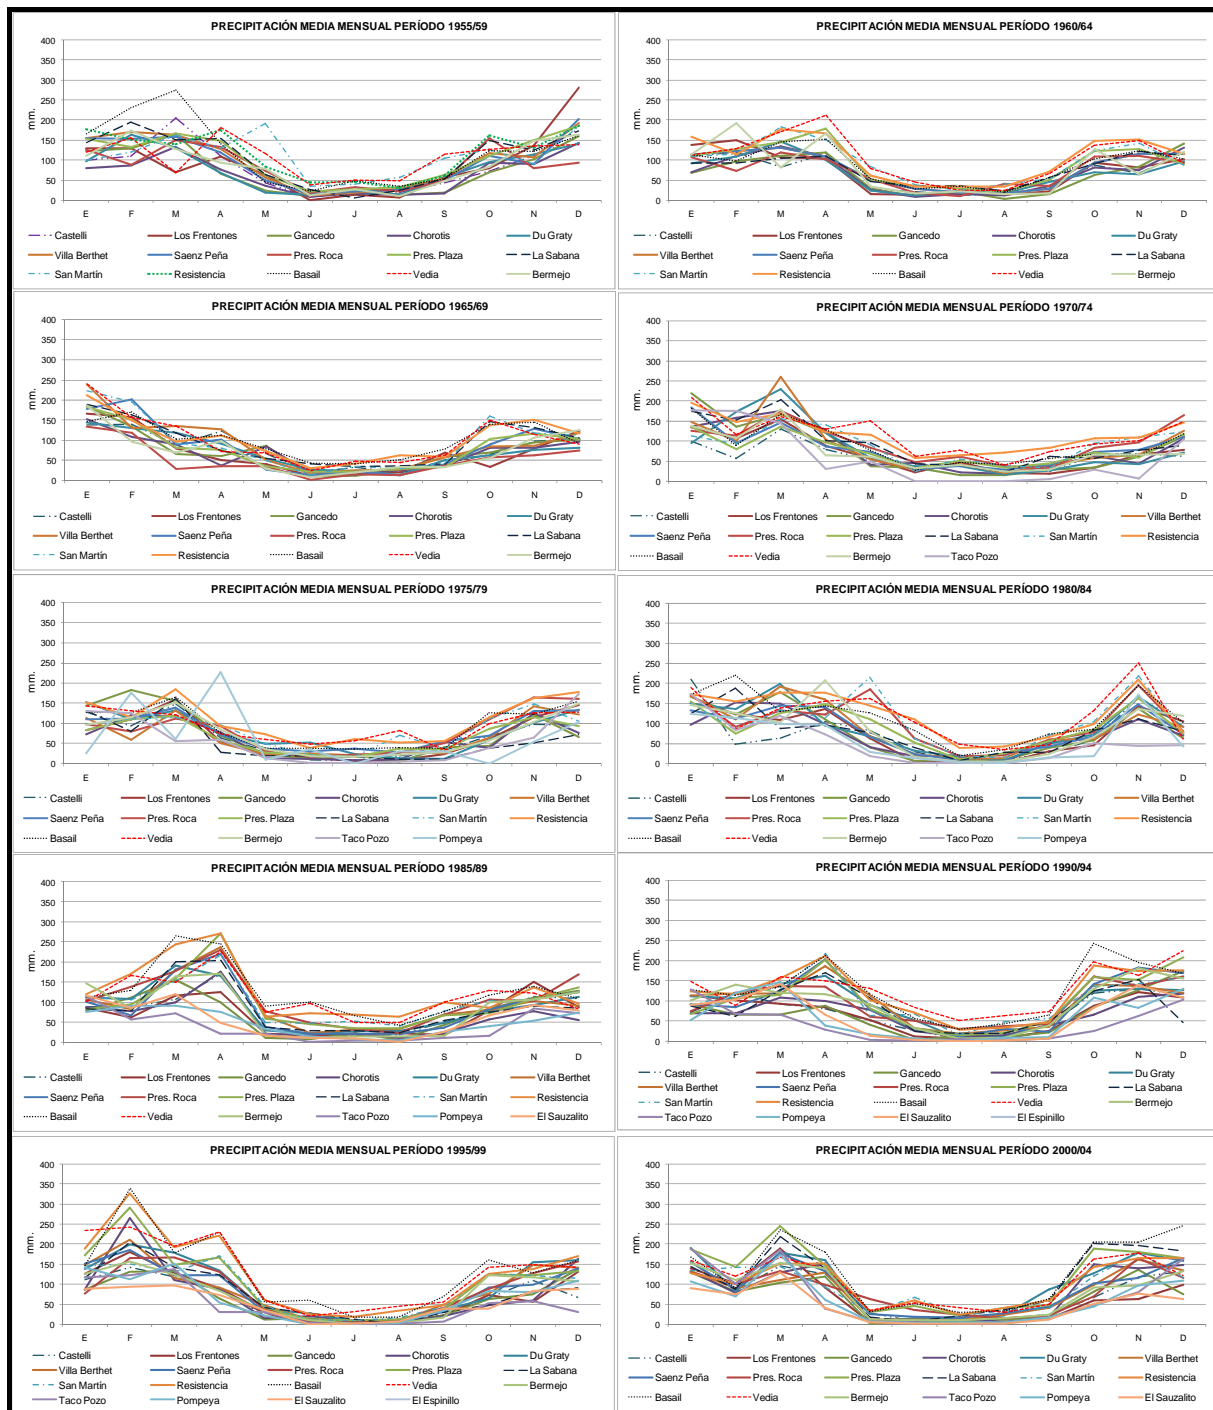 PRECIPITACIÓN MEDIA MENSUAL PERÍODO 1955/59
400
350
300
250
200
150
100
50
0
mm.
E F M A M J J A S O N D
Castelli Los Frentones Gancedo Chorotis Du Graty
Villa Berthet Saenz Peña Pres. Roca Pres. Plaza La Sabana
San Martín Resistencia Basail Vedia Bermejo
PRECIPITACIÓN MEDIA MENSUAL PERÍODO 1960/64
400
350
300
250
200
150
100
50
0
mm.
E F M A M J J A S O N D
Castelli Los Frentones Gancedo Chorotis Du Graty
Villa Berthet Saenz Peña Pres. Roca Pres. Plaza La Sabana
San Martín Resistencia Basail Vedia Bermejo
PRECIPITACIÓN MEDIA MENSUAL PERÍODO 1965/69
400
350
300
250
200
150
100
50
0
mm.
E F M A M J J A S O N D
Castelli Los Frentones Gancedo Chorotis Du Graty
Villa Berthet Saenz Peña Pres. Roca Pres. Plaza La Sabana
San Martín Resistencia Basail Vedia Bermejo
PRECIPITACIÓN MEDIA MENSUAL PERÍODO 1970/74
400
350
300
250
200
150
100
50
0
mm.
E F M A M J J A S O N D
Castelli Los Frentones Gancedo Chorotis Du Graty Villa Berthet
Saenz Peña Pres. Roca Pres. Plaza La Sabana San Martín Resistencia
Basail Vedia Bermejo Taco Pozo
PRECIPITACIÓN MEDIA MENSUAL PERÍODO 1975/79
400
350
300
250
200
150
100
50
0
mm.
E F M A M J J A S O N D
Castelli Los Frentones Gancedo Chorotis Du Graty Villa Berthet
Saenz Peña Pres. Roca Pres. Plaza La Sabana San Martín Resistencia
Basail Vedia Bermejo Taco Pozo Pompeya
PRECIPITACIÓN MEDIA MENSUAL PERÍODO 1980/84
400
350
300
250
200
150
100
50
0
mm.
E F M A M J J A S O N D
Castelli Los Frentones Gancedo Chorotis Du Graty Villa Berthet
Saenz Peña Pres. Roca Pres. Plaza La Sabana San Martín Resistencia
Basail Vedia Bermejo Taco Pozo Pompeya
PRECIPITACIÓN MEDIA MENSUAL PERÍODO 1985/89
400
350
300
250
200
150
100
50
0
mm.
E F M A M J J A S O N D
Castelli Los Frentones Gancedo Chorotis Du Graty Villa Berthet
Saenz Peña Pres. Roca Pres. Plaza La Sabana San Martín Resistencia
Basail Vedia Bermejo Taco Pozo Pompeya El Sauzalito
PRECIPITACIÓN MEDIA MENSUAL PERÍODO 1990/94
400
350
300
250
200
150
100
50
0
mm.
E F M A M J J A S O N D
Castelli Los Frentones Gancedo Chorotis Du Graty
Villa Berthet Saenz Peña Pres. Roca Pres. Plaza La Sabana
San Martín Resistencia Basail Vedia Bermejo
Taco Pozo Pompeya El Sauzalito El Espinillo
PRECIPITACIÓN MEDIA MENSUAL PERÍODO 1995/99
400
350
300
250
200
150
100
50
0
mm.
E F M A M J J A S O N D
Castelli Los Frentones Gancedo Chorotis Du Graty
Villa Berthet Saenz Peña Pres. Roca Pres. Plaza La Sabana
San Martín Resistencia Basail Vedia Bermejo
Taco Pozo Pompeya El Sauzalito El Espinillo
PRECIPITACIÓN MEDIA MENSUAL PERÍODO 2000/04
400
350
300
250
200
150
100
50
0
mm.
E F M A M J J A S O N D
Castelli Los Frentones Gancedo Chorotis Du Graty Villa Berthet
Saenz Peña Pres. Roca Pres. Plaza La Sabana San Martín Resistencia
Basail Vedia Bermejo Taco Pozo Pompeya El Sauzalito